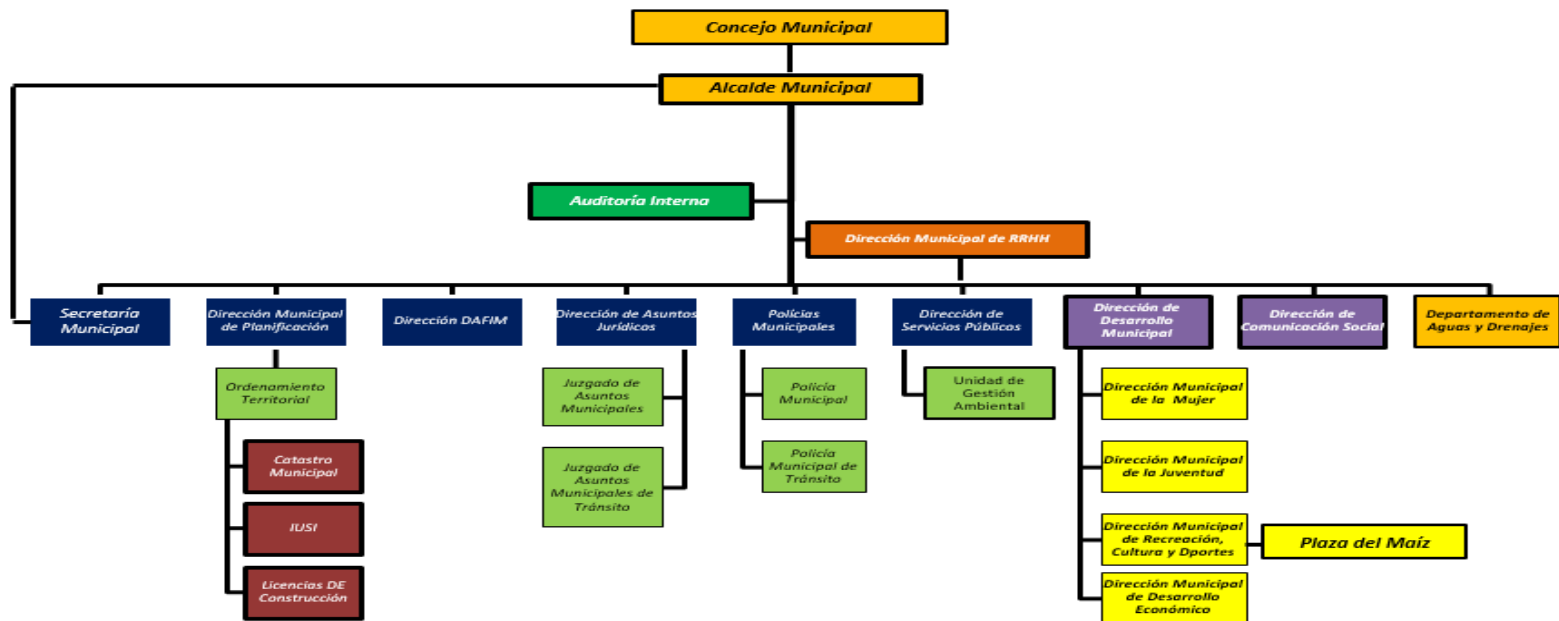 Concejo Municipal
Alcalde Municipal
Auditoría Interna
Dirección Municipal de RRHH
Secretaría
Municipal
Dirección Municipal
de Planificación
Dirección DAFIM
Dirección de Asuntos
Jurídicos
Polícias
Municipales
Dirección de
Servicios Públicos
Dirección de
Desarrollo
Municipal
Dirección de
Comunicación Social
Departamento de
Aguas y Drenajes
Ordenamiento
Territorial
Catastro
Municipal
IUSI
Licencias DE
Construcción
Juzgado de
Asuntos
Municipales
Juzgado de
Asuntos
Municipales de
Tránsito
Policía
Municipal
Policía
Municipal de
Tránsito
Unidad de
Gestión
Ambiental
Dirección Municipal
de la Mujer
Dirección Municipal
de la Juventud
Dirección Municipal
de Recreación,
Cultura y Dportes
Plaza del Maíz
Dirección Municipal
de Desarrollo
Económico